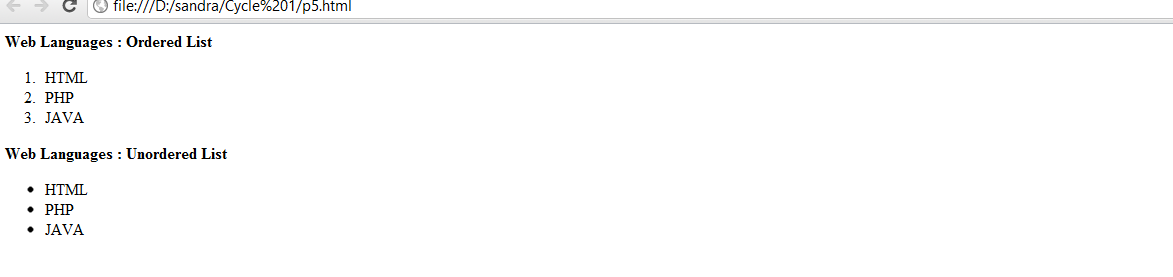 file:///D:/sandra/Cycle%201/p5.html
Web Languages : Ordered List
1. HTML
2. PHP
3. JAVA
Web Languages : Unordered List
• HTML
• PHP
• JAVA